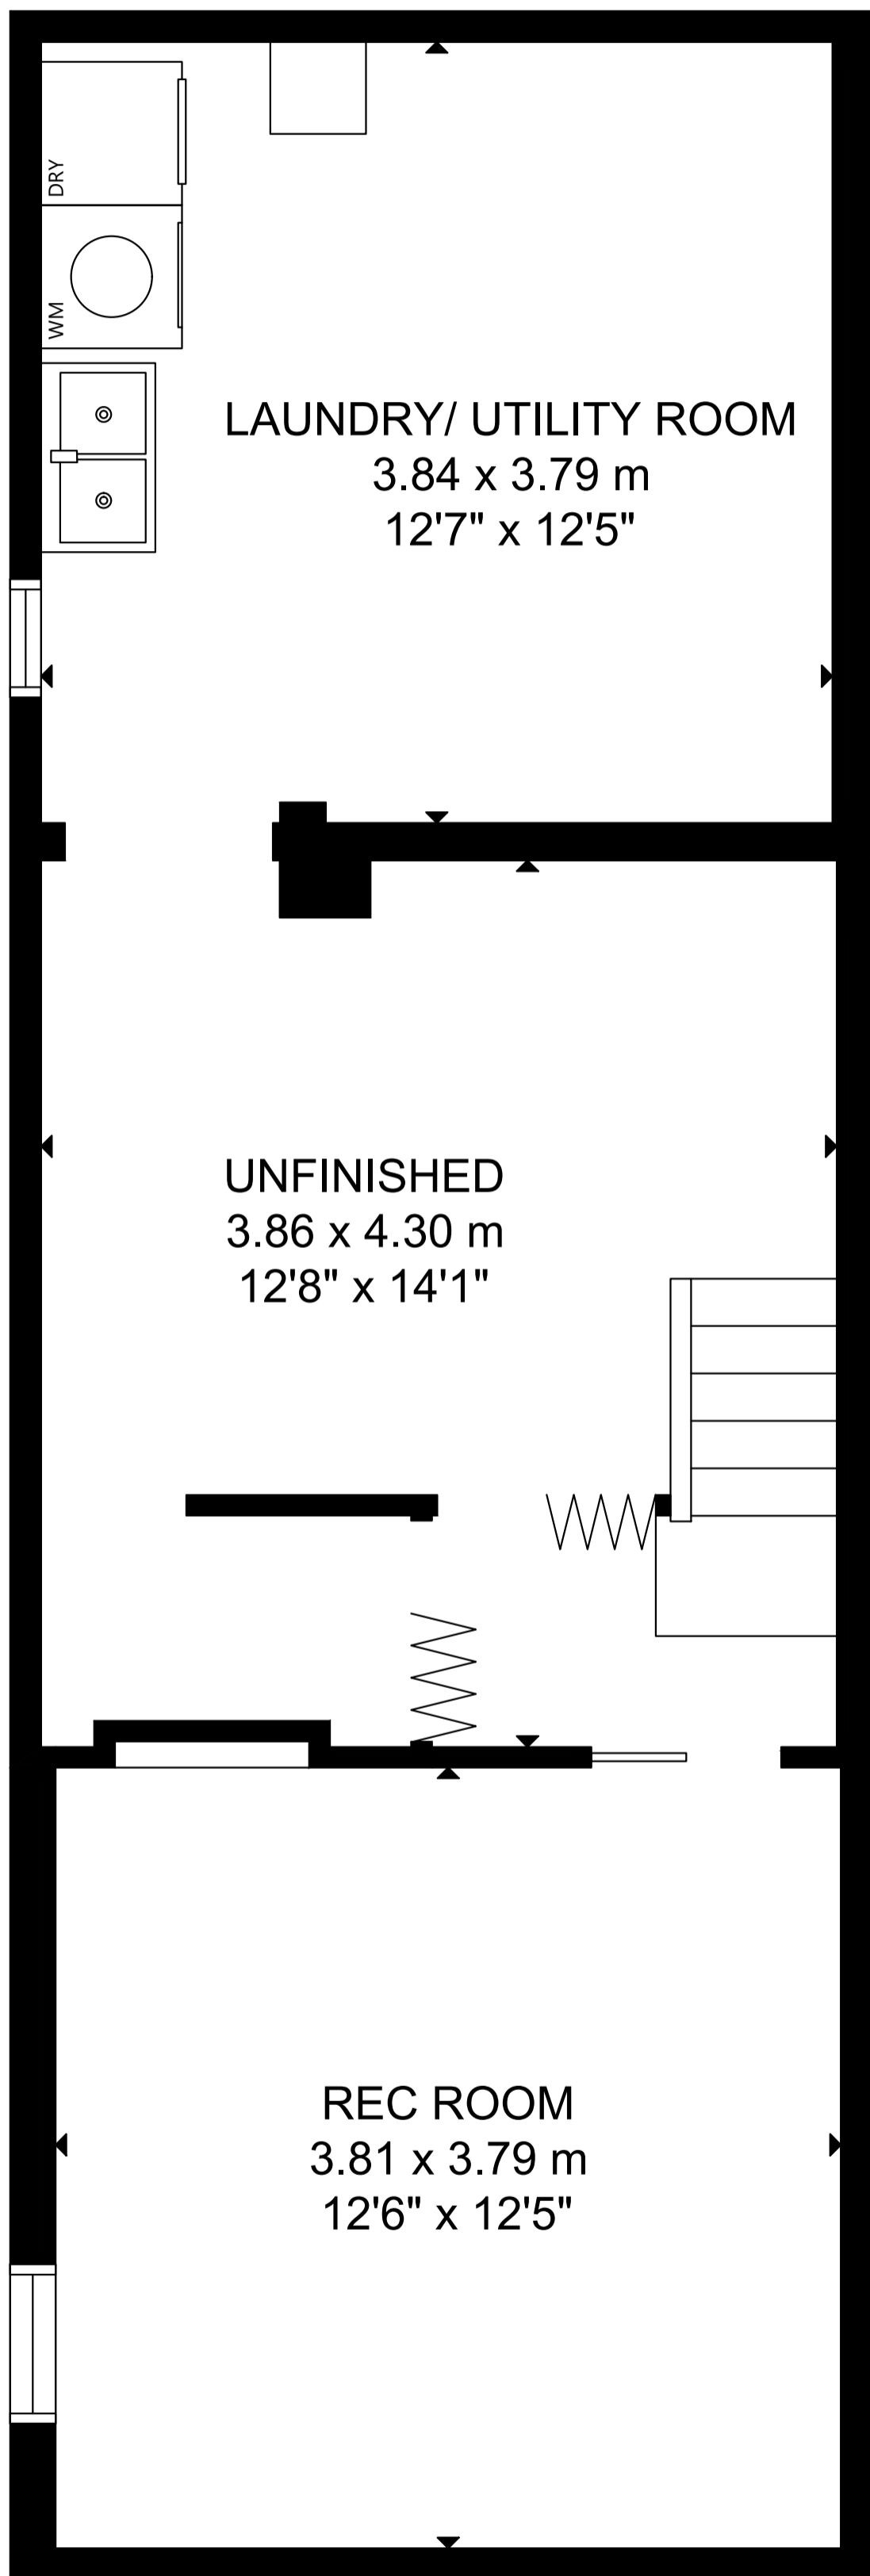 DRY
WM
LAUNDRY/ UTILITY ROOM
3.84 x 3.79 m
12'7" x 12'5"
UNFINISHED
3.86 x 4.30 m
12'8" x 14'1"
REC ROOM
3.81 x 3.79 m
12'6" x 12'5"